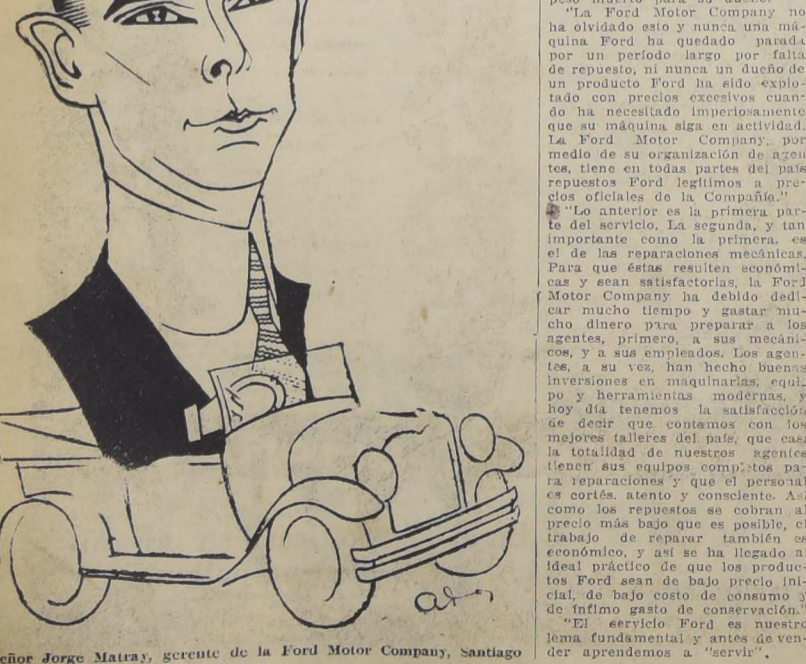 "La Ford Motor Company no
ha olvidado esto y nunca una má-
quina Ford ha quedado parada
por un período largo por falta
de repuesto, ni nunca un dueño de
un producto Ford ha sido explo-
tado con precios excesivos cuan-
do ha necesitado imperiosamente
que su máquina siga en actividad.
La Ford Motor Company, por
medio de su organización de agen
tes, tiene en todas partes del país
repuestos Ford legítimos a pre-
cios oficiales de la Compañía."
"Lo anterior es la primera par-
te del servicio. La segunda, y tan
importante como la primera, es
el de las reparaciones mecánicas.
Para que éstas resulten económi-
cas y sean satisfactorias, la Ford
Motor Company ha debido dedi-
car mucho tiempo y gastar mu-
cho dinero para preparar a los
agentes, primero, a sus mecáni-
cos, y a sus empleados. Los agen-
tes, a su vez, han hecho buenas
inversiones en maquinarias, equi-
po y herramientas modernas, y
hoy día tenemos la satisfacción
de decir que contamos con los
mejores talleres del país, que casi
la totalidad de nuestros agentes
tienen sus equipos completos pa-
ra reparaciones y que el personal
es cortés, atento y consciente. As
como los repuestos se cobran al
precio más bajo que es posible, el
trabajo de reparar también es
económico, y así se ha llegado al
ideal práctico de que los produc-
tos Ford sean de bajo precio ini-
cial, de bajo costo de consumo y
de ínfimo gasto de conservación."
"El servicio Ford es nuestro
lema fundamental y antes de ven-
der aprendemos a "servir".
eñor Jorge Matray, gerente de la Ford Motor Company, Santiago